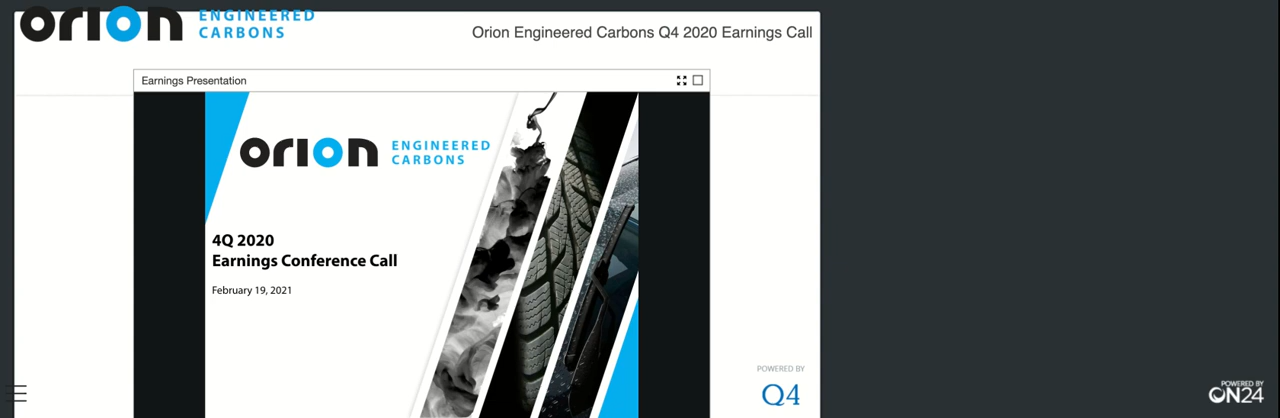 orion ENGINEERED
CARBONS
Orion Engineered Carbons Q4 2020 Earnings Call
Earnings Presentation
orion ENGINEERED
CARBONS
4Q 2020
Earnings Conference Call
February 19, 2021
POWERED BY
Q4
POWERED BY
ON24